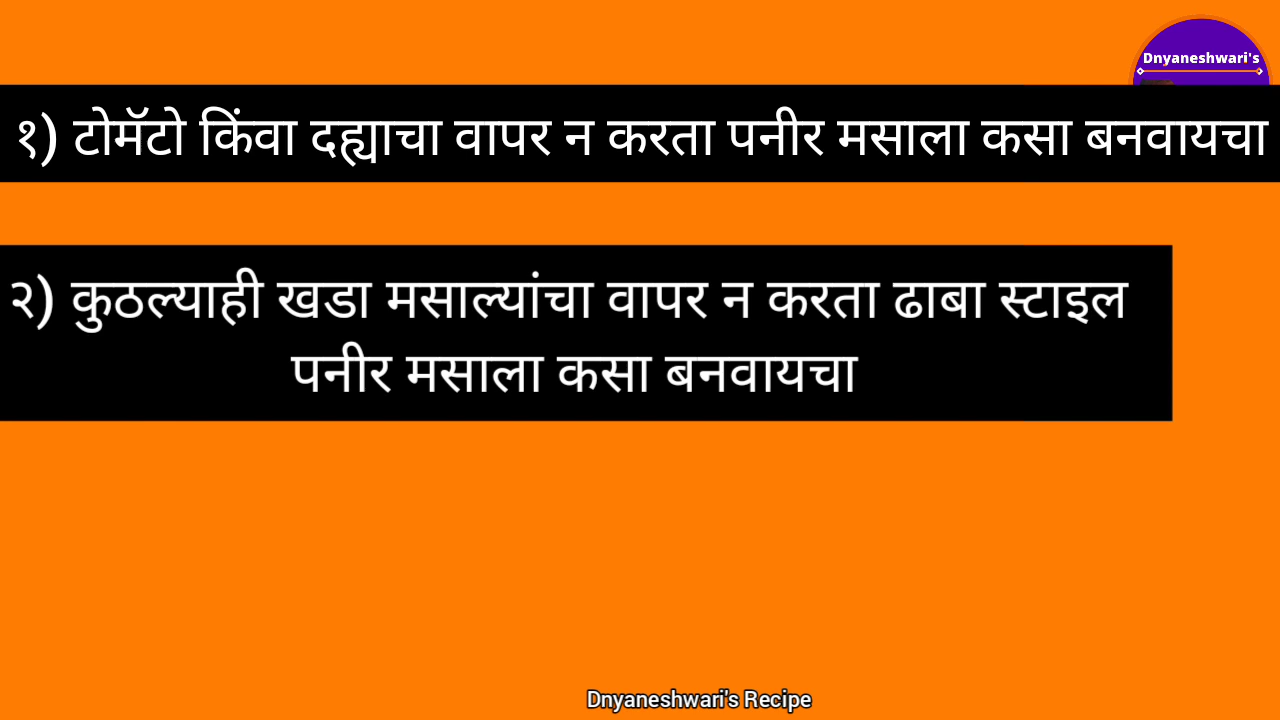 Dnyaneshwari's
१) टोमॅटो किंवा दह्याचा वापर न करता पनीर मसाला कसा बनवायचा
२) कुठल्याही खडा मसाल्यांचा वापर न करता ढाबा स्टाइल
पनीर मसाला कसा बनवायचा
Dnyaneshwari's Recipe